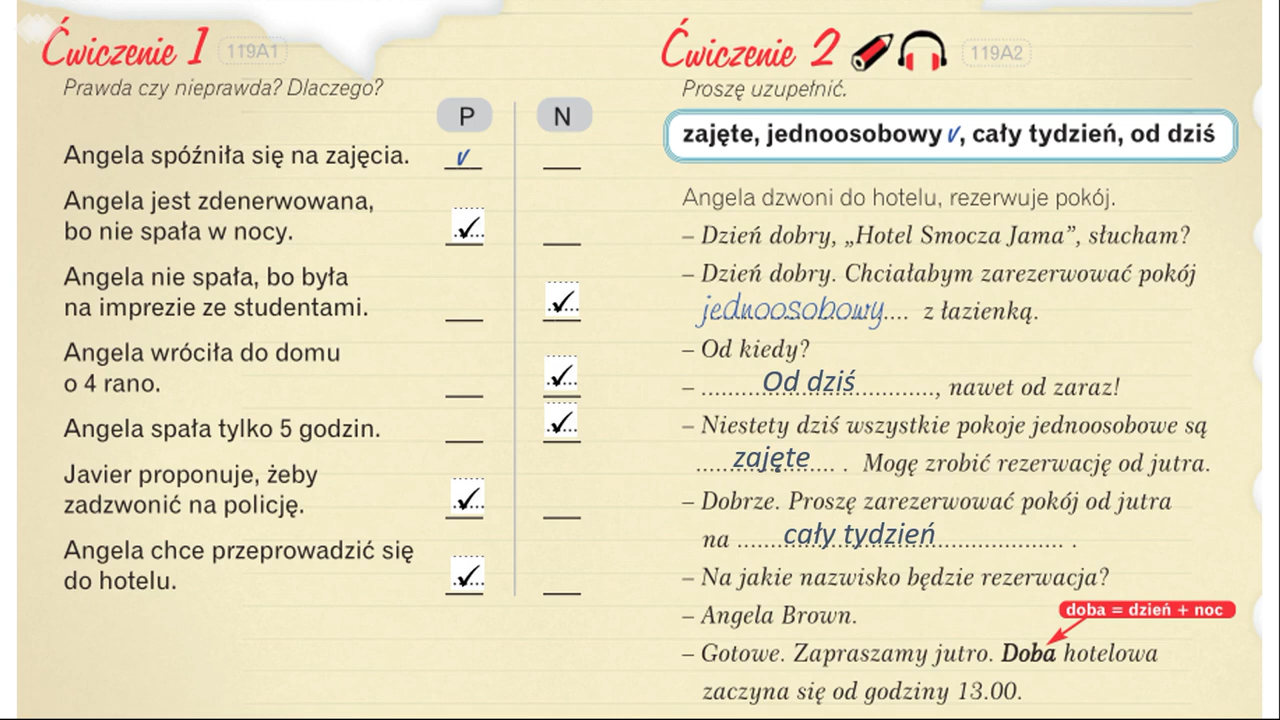 Ćwiczenie 1 119A1
Prawda czy nieprawda? Dlaczego?
P N
Angela spóźniła się na zajęcia. v
Angela jest zdenerwowana,
bo nie spała w nocy. ✓
Angela nie spała, bo była
na imprezie ze studentami. ✓
Angela wróciła do domu
o 4 rano. ✓
Angela spała tylko 5 godzin. ✓
Javier proponuje, żeby
zadzwonić na policję. ✓
Angela chce przeprowadzić się
do hotelu. ✓
Ćwiczenie 2 119A2
Proszę uzupełnić.
zajęte, jednoosobowy v, cały tydzień, od dziś
Angela dzwoni do hotelu, rezerwuje pokój.
– Dzień dobry, „Hotel Smocza Jama”, słucham?
– Dzień dobry. Chciałabym zarezerwować pokój
jednoosobowy z łazienką.
– Od kiedy?
– Od dziś, nawet od zaraz!
– Niestety dziś wszystkie pokoje jednoosobowe są
zajęte. Mogę zrobić rezerwację od jutra.
– Dobrze. Proszę zarezerwować pokój od jutra
na cały tydzień.
– Na jakie nazwisko będzie rezerwacja?
– Angela Brown.
doba = dzień + noc
– Gotowe. Zapraszamy jutro. Doba hotelowa
zaczyna się od godziny 13.00.